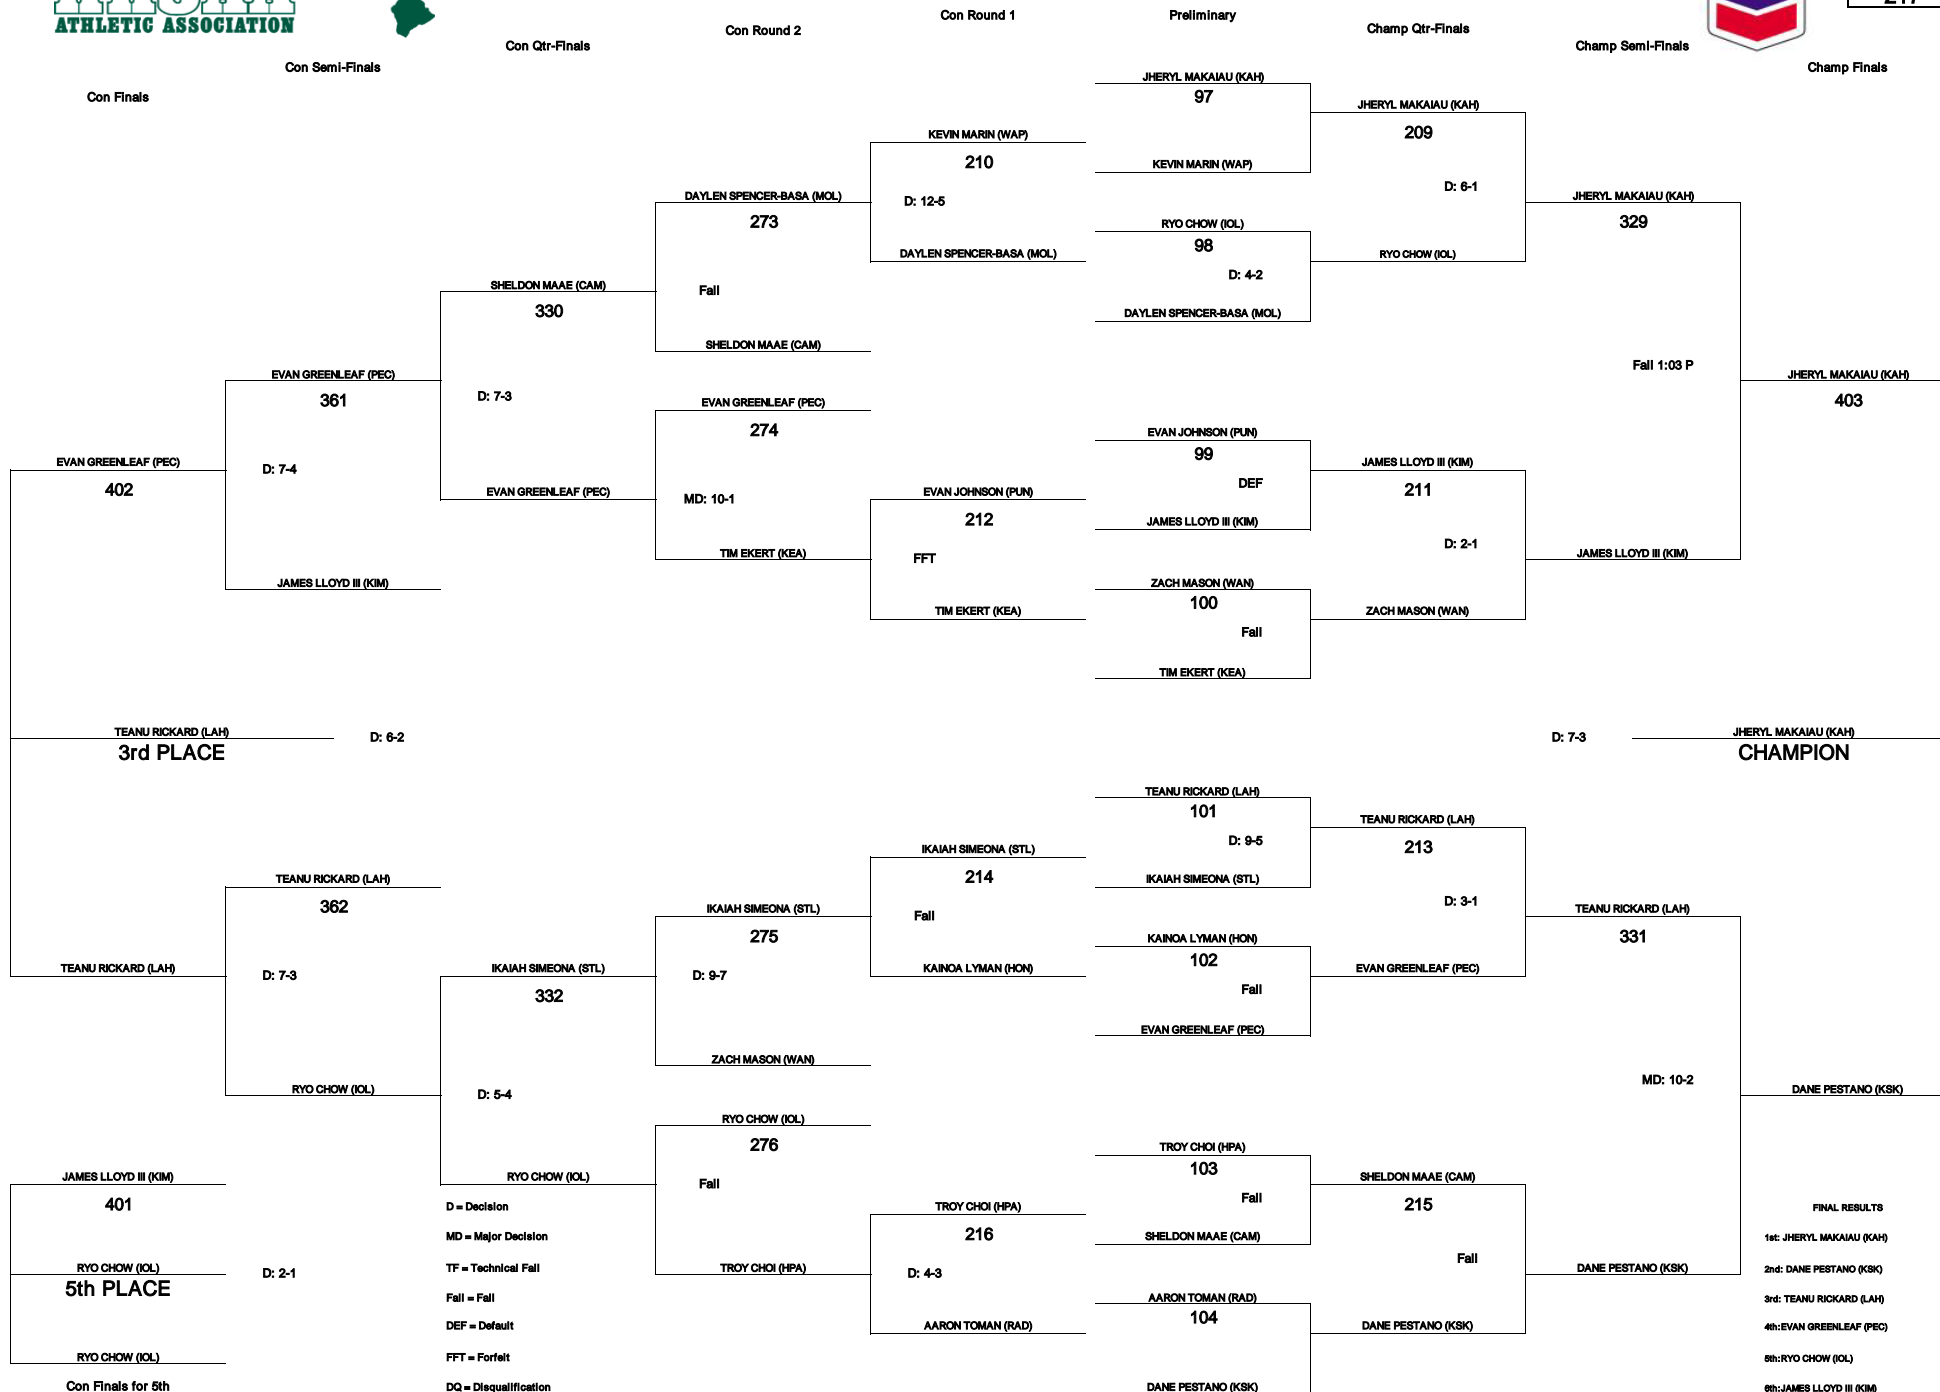 ATHLETIC ASSOCIATION
Con Finals
Con Semi-Finals
Con Qtr-Finals
Con Round 2
Con Round 1
Preliminary
Champ Qtr-Finals
Champ Semi-Finals
Champ Finals
JHERYL MAKAIAU (KAH)
97
KEVIN MARIN (WAP)
RYO CHOW (IOL)
98
D: 4-2
DAYLEN SPENCER-BASA (MOL)
EVAN JOHNSON (PUN)
99
DEF
JAMES LLOYD III (KIM)
ZACH MASON (WAN)
100
Fall
TIM EKERT (KEA)
JHERYL MAKAIAU (KAH)
209
D: 6-1
RYO CHOW (IOL)
JAMES LLOYD III (KIM)
211
D: 2-1
ZACH MASON (WAN)
JHERYL MAKAIAU (KAH)
329
Fall 1:03 P
JAMES LLOYD III (KIM)
JHERYL MAKAIAU (KAH)
403
KEVIN MARIN (WAP)
210
D: 12-5
DAYLEN SPENCER-BASA (MOL)
EVAN JOHNSON (PUN)
212
FFT
TIM EKERT (KEA)
DAYLEN SPENCER-BASA (MOL)
273
Fall
SHELDON MAAE (CAM)
EVAN GREENLEAF (PEC)
274
MD: 10-1
TIM EKERT (KEA)
SHELDON MAAE (CAM)
330
D: 7-3
EVAN GREENLEAF (PEC)
EVAN GREENLEAF (PEC)
361
D: 7-4
JAMES LLOYD III (KIM)
EVAN GREENLEAF (PEC)
402
TEANU RICKARD (LAH)
3rd PLACE
D: 6-2
D: 7-3
JHERYL MAKAIAU (KAH)
CHAMPION
TEANU RICKARD (LAH)
101
D: 9-5
IKAIAH SIMEONA (STL)
KAINOA LYMAN (HON)
102
Fall
EVAN GREENLEAF (PEC)
TROY CHOI (HPA)
103
Fall
SHELDON MAAE (CAM)
AARON TOMAN (RAD)
104
DANE PESTANO (KSK)
TEANU RICKARD (LAH)
213
D: 3-1
EVAN GREENLEAF (PEC)
SHELDON MAAE (CAM)
215
Fall
DANE PESTANO (KSK)
TEANU RICKARD (LAH)
331
MD: 10-2
DANE PESTANO (KSK)
DANE PESTANO (KSK)
IKAIAH SIMEONA (STL)
214
Fall
KAINOA LYMAN (HON)
TROY CHOI (HPA)
216
D: 4-3
AARON TOMAN (RAD)
IKAIAH SIMEONA (STL)
275
D: 9-7
ZACH MASON (WAN)
RYO CHOW (IOL)
276
Fall
TROY CHOI (HPA)
IKAIAH SIMEONA (STL)
332
D: 5-4
RYO CHOW (IOL)
TEANU RICKARD (LAH)
362
D: 7-3
RYO CHOW (IOL)
TEANU RICKARD (LAH)
JAMES LLOYD III (KIM)
401
RYO CHOW (IOL)
5th PLACE
D: 2-1
RYO CHOW (IOL)
Con Finals for 5th
D = Decision
MD = Major Decision
TF = Technical Fall
Fall = Fall
DEF = Default
FFT = Forfeit
DQ = Disqualification
FINAL RESULTS
1st: JHERYL MAKAIAU (KAH)
2nd: DANE PESTANO (KSK)
3rd: TEANU RICKARD (LAH)
4th:EVAN GREENLEAF (PEC)
5th:RYO CHOW (IOL)
6th:JAMES LLOYD III (KIM)